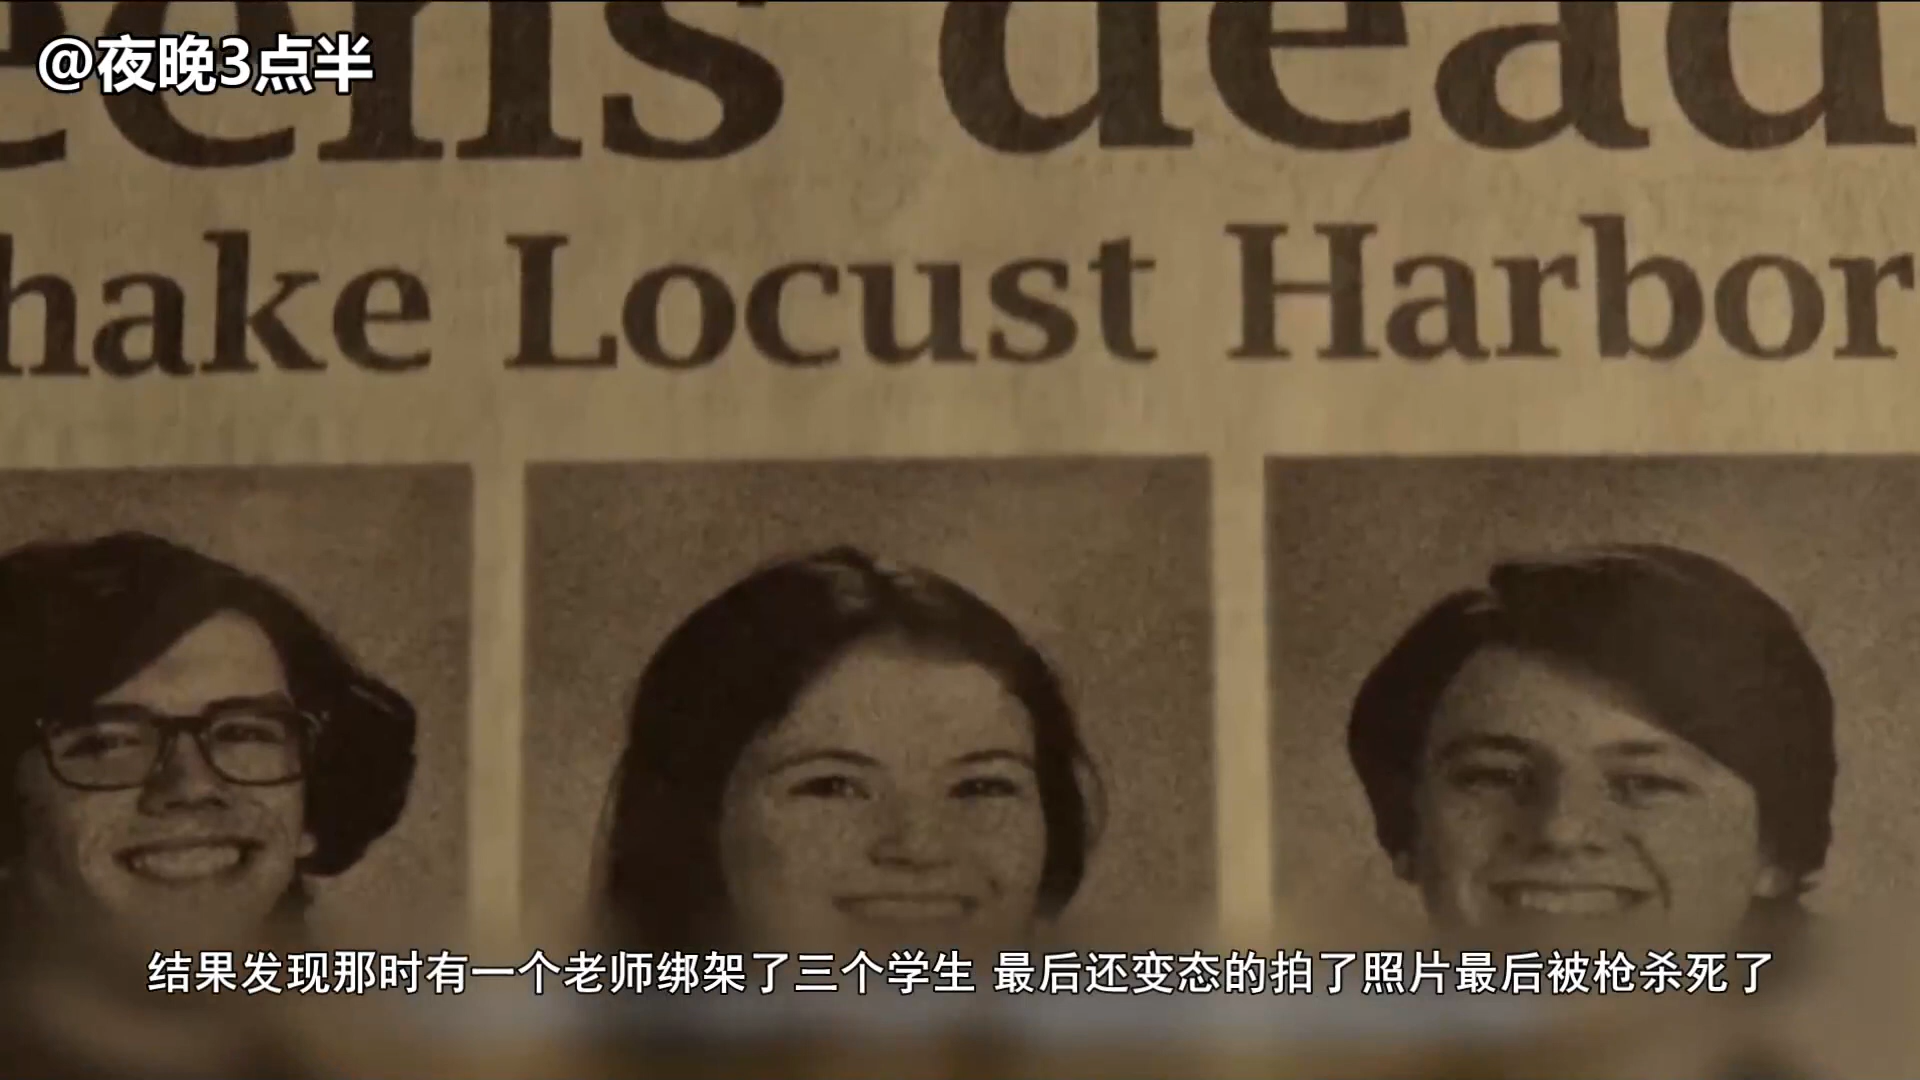 @夜晚3点半
eens dead
hake Locust Harbor
结果发现那时有一个老师绑架了三个学生 最后还变态的拍了照片最后被枪杀死了